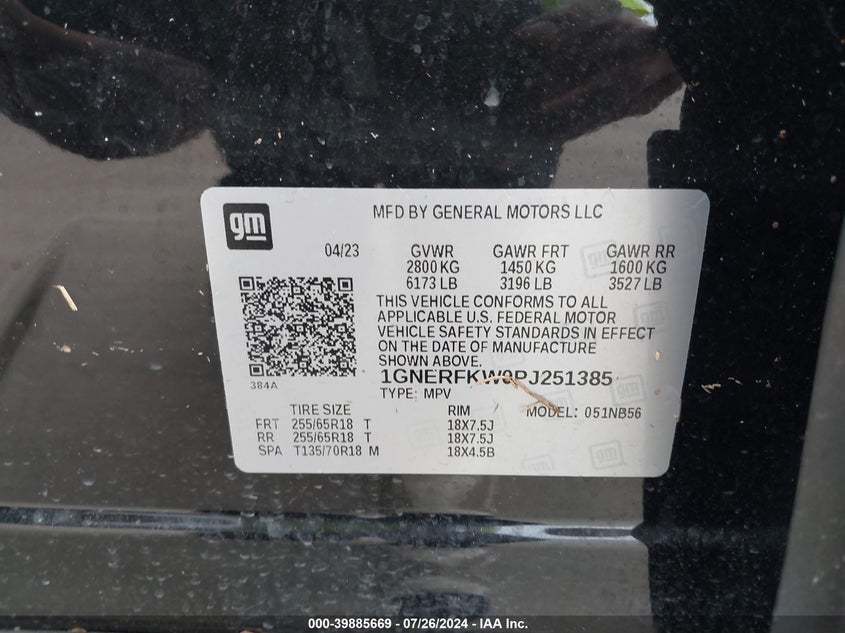 gm
MFD BY GENERAL MOTORS LLC
04/23 GVWR GAWR FRT GAWR RR
2800 KG 1450 KG 1600 KG
6173 LB 3196 LB 3527 LB
THIS VEHICLE CONFORMS TO ALL
APPLICABLE U.S. FEDERAL MOTOR
VEHICLE SAFETY STANDARDS IN EFFECT
ON THE DATE OF MANUFACTURE
SHOWN ABOVE.
384A
1GNERFKW0PJ251385
TYPE: MPV
TIRE SIZE RIM MODEL: 051NB56
FRT 255/65R18 T 18X7.5J
RR 255/65R18 T 18X7.5J
SPA T135/70R18 M 18X4.5B
000-39885669 - 07/26/2024 - IAA Inc.